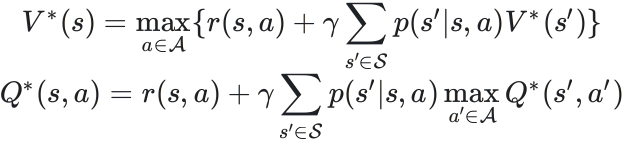 $V^*(s) = \max_{a \in \mathcal{A}} \{ r(s,a) + \gamma \sum_{s' \in \mathcal{S}} p(s'|s,a) V^*(s') \}$
$Q^*(s,a) = r(s,a) + \gamma \sum_{s' \in \mathcal{S}} p(s'|s,a) \max_{a' \in \mathcal{A}} Q^*(s',a')$